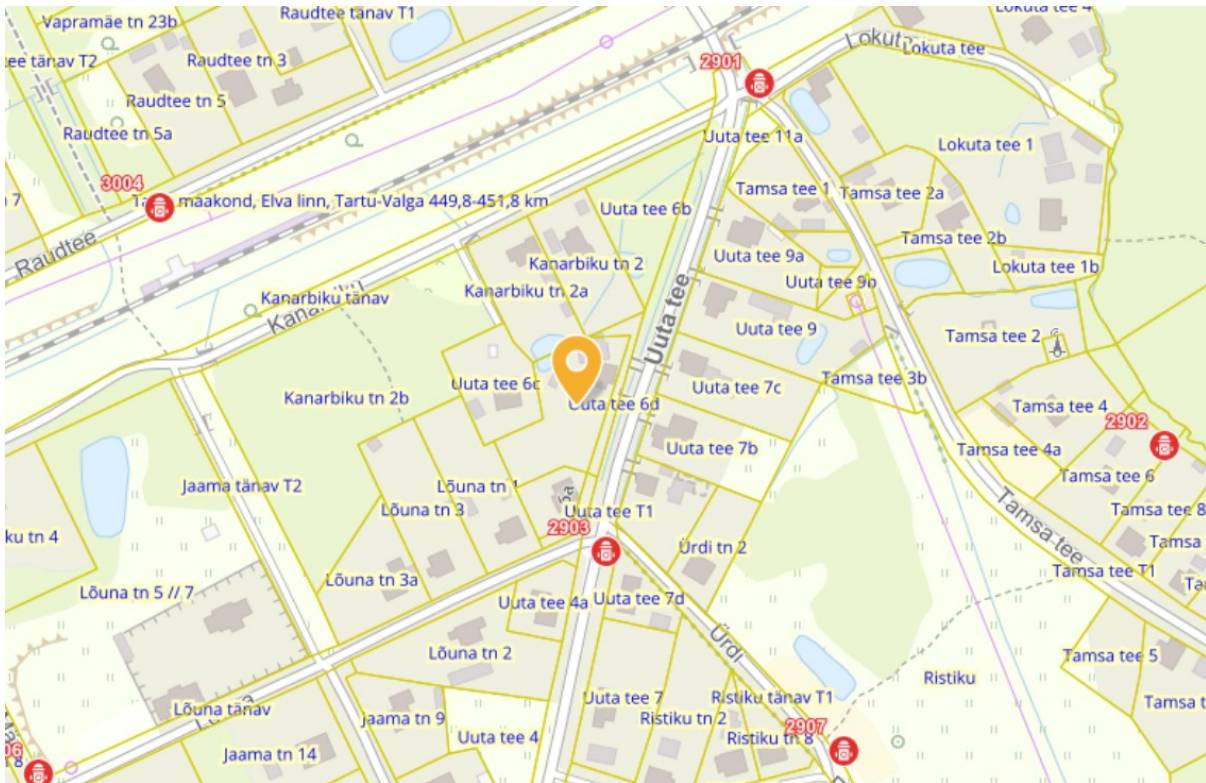 Lokuta tee 4
Raudtee tänav T1
Vapramäe tn 23b
Lokuta tee
Lokuta
ee tänav T2
Raudtee tn 3
2901
Raudtee tn 5
Raudtee tn 5a
Uuta tee 11a
Lokuta tee 1
3004
Tamsa tee 1
Tamsa tee 2a
7
maakond, Elva linn, Tartu-Valga 449,8-451,8 km
Uuta tee 6b
Tamsa tee 2b
Raudtee
Uuta tee 9a
Kanarbiku tn 2
Lokuta tee 1b
Uuta tee 9b
Kanarbiku tn 2a
Kanarbiku tänav
Uuta tee
Uuta tee 9
Tamsa tee 2
Tamsa tee 3b
Uuta tee 6c
Uuta tee 7c
Kanarbiku tn 2b
Uuta tee 6d
Tamsa tee 4
2902
Uuta tee 7b
Tamsa tee 4a
Tamsa tee 6
Jaama tänav T2
Lõuna tn 1
Lõuna tn 3
Uuta tee T1
Tamsa tee 8
2903
ku tn 4
Tamsa tee
Ürdi tn 2
Tamsa
Tamsa tee T1
Lõuna tn 3a
Lõuna tn 5 // 7
Uuta tee 4a
Uuta tee 7d
Ürdi
Lõuna tn 2
Tamsa tee 5
Ristiku
Uuta tee 7
Ristiku tänav T1
Tamsa t
Lõuna tänav
Jaama tn 9
Ristiku tn 2
2907
Uuta tee 4
Ristiku tn 8
06
8
Jaama tn 14